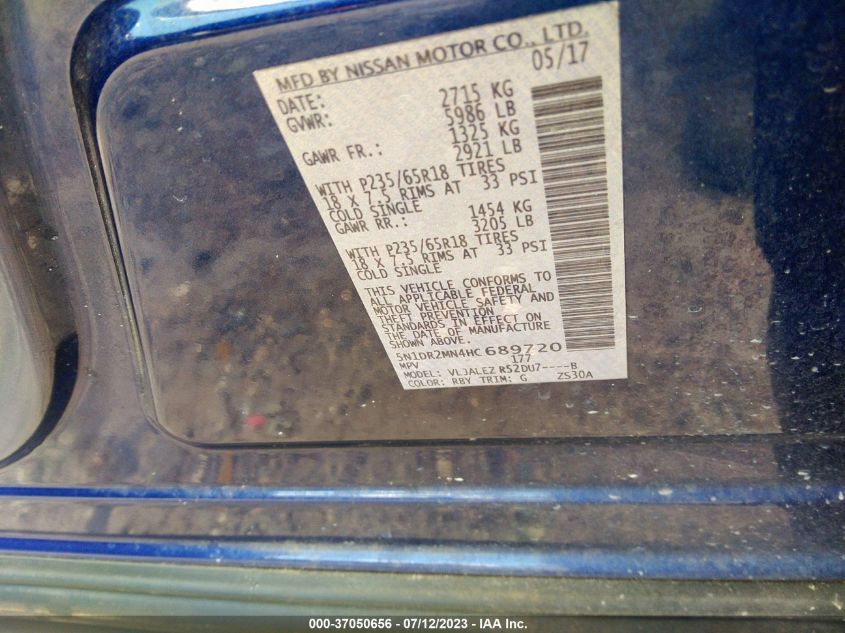 MFD BY NISSAN MOTOR CO., LTD.
DATE: 05/17
GVWR: 2715 KG
5986 LB
GAWR FR.: 1325 KG
2921 LB
WITH P235/65R18 TIRES
18 X 7.5 RIMS AT 33 PSI
COLD SINGLE
GAWR RR.: 1454 KG
3205 LB
WITH P235/65R18 TIRES
18 X 7.5 RIMS AT 33 PSI
COLD SINGLE
THIS VEHICLE CONFORMS TO
ALL APPLICABLE FEDERAL
MOTOR VEHICLE SAFETY AND
THEFT PREVENTION
STANDARDS IN EFFECT ON
THE DATE OF MANUFACTURE
SHOWN ABOVE.
5N1DR2MN4HC689720
MPV 177
MODEL: VLJALEZ R52DU7----B
COLOR: RBY TRIM: G ZS30A
000-37050656 - 07/12/2023 - IAA Inc.